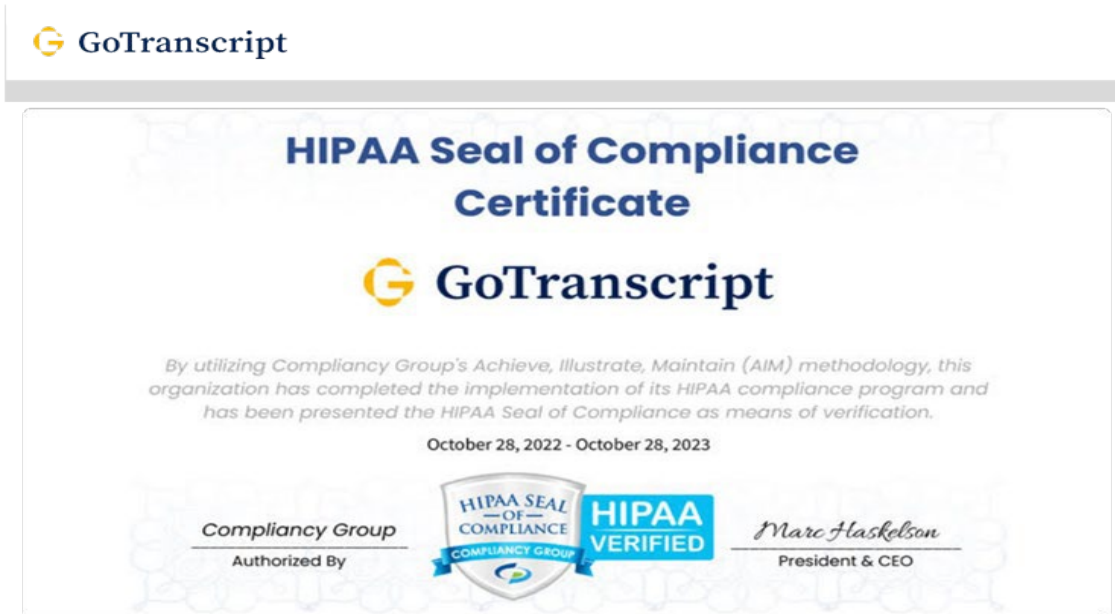 GoTranscript
HIPAA Seal of Compliance
Certificate
GoTranscript
By utilizing Compliancy Group's Achieve, Illustrate, Maintain (AIM) methodology, this
organization has completed the implementation of its HIPAA compliance program and
has been presented the HIPAA Seal of Compliance as means of verification.
October 28, 2022 - October 28, 2023
Compliancy Group
Authorized By
HIPAA SEAL
OF
COMPLIANCE
COMPLIANCY GROUP
HIPAA
VERIFIED
Marc Haskelson
President & CEO